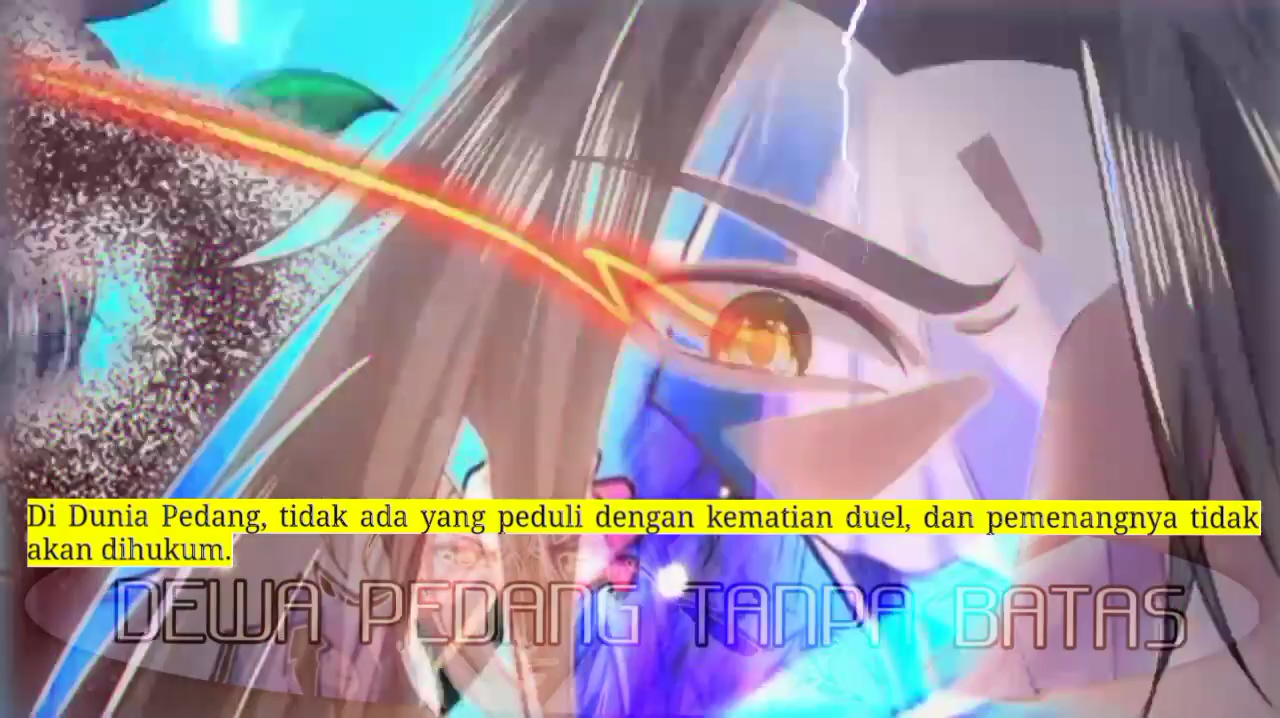 Di Dunia Pedang, tidak ada yang peduli dengan kematian duel, dan pemenangnya tidak
akan dihukum.
DEWA PEDANG TANPA BATAS